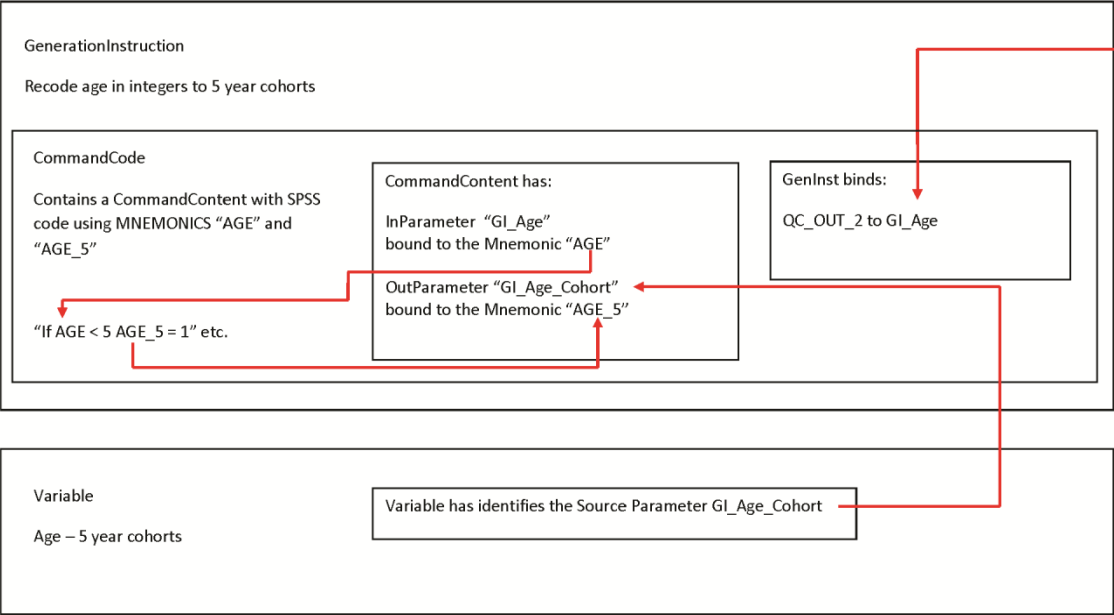 GenerationInstruction
Recode age in integers to 5 year cohorts
CommandCode
Contains a CommandContent with SPSS
code using MNEMONICS “AGE” and
“AGE_5”
“If AGE < 5 AGE_5 = 1” etc.
CommandContent has:
InParameter “GI_Age”
bound to the Mnemonic “AGE”
OutParameter “GI_Age_Cohort”
bound to the Mnemonic “AGE_5”
GenInst binds:
QC_OUT_2 to GI_Age
Variable
Age – 5 year cohorts
Variable has identifies the Source Parameter GI_Age_Cohort